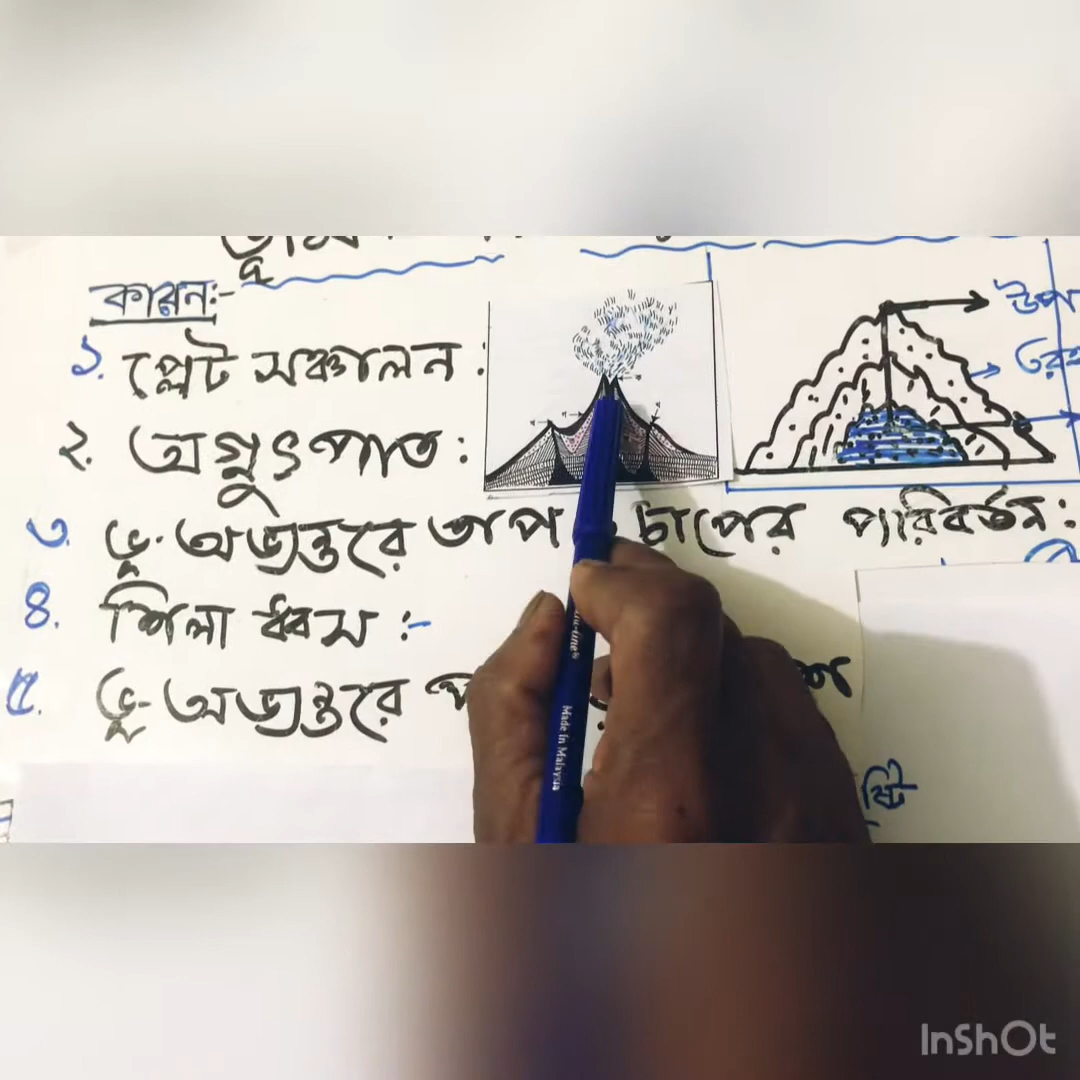 কারন:-
১. প্লেট সঞ্চালন:
২. অগ্নুৎপাত:
৩. ভূ-অভ্যন্তরে তাপ চাপের পরিবর্তন:
৪. শিলা ধ্বস :-
৫. ভূ-অভ্যন্তরে
Made in Malaysia
InShOt